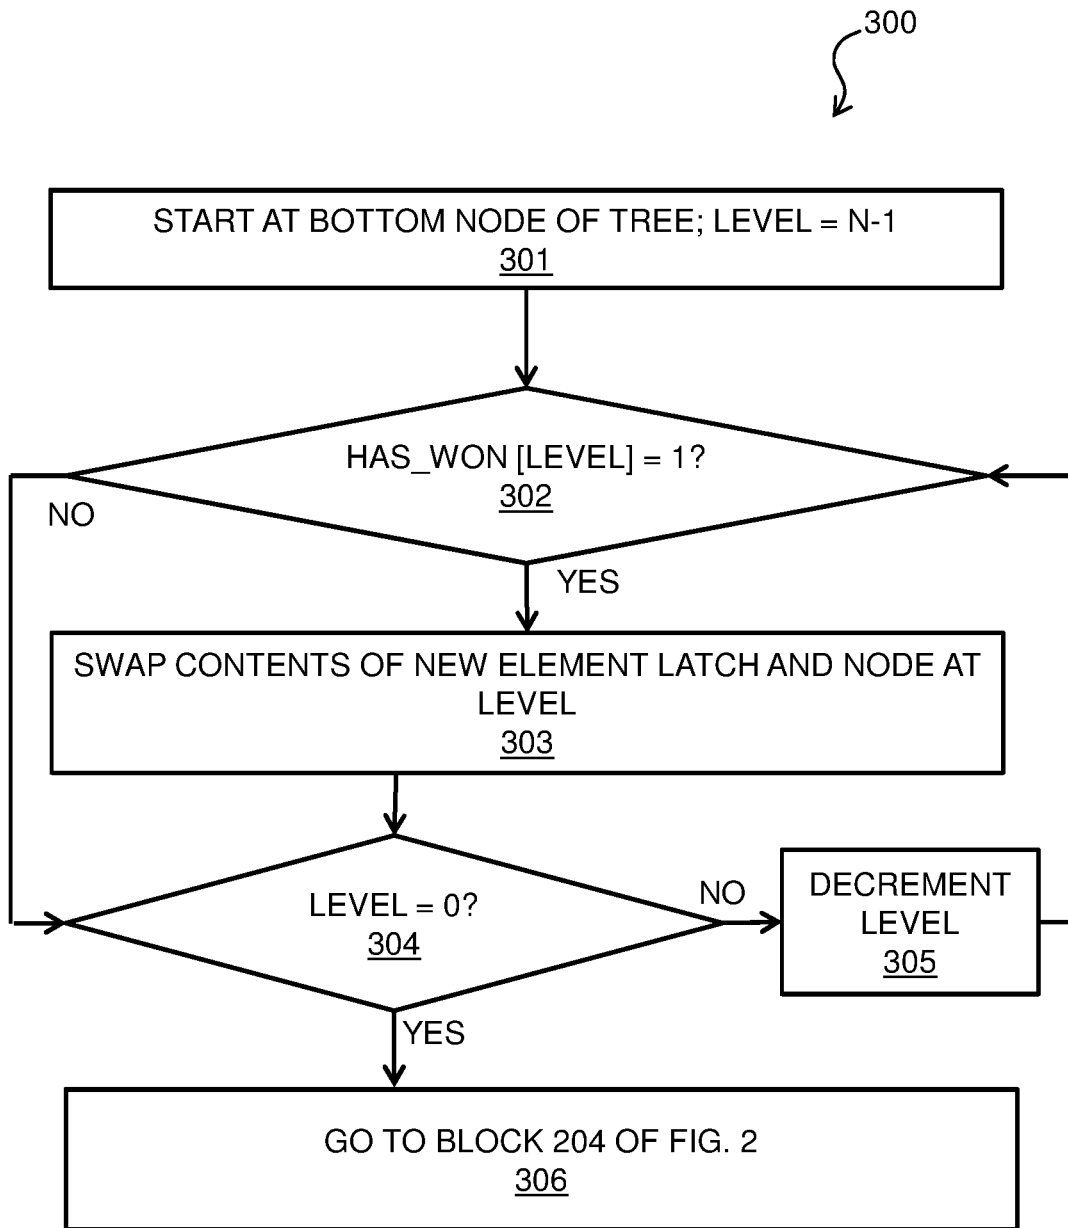 300
START AT BOTTOM NODE OF TREE; LEVEL = N-1
301
HAS_WON [LEVEL] = 1?
302
NO
YES
SWAP CONTENTS OF NEW ELEMENT LATCH AND NODE AT
LEVEL
303
LEVEL = 0?
304
NO
DECREMENT
LEVEL
305
YES
GO TO BLOCK 204 OF FIG. 2
306